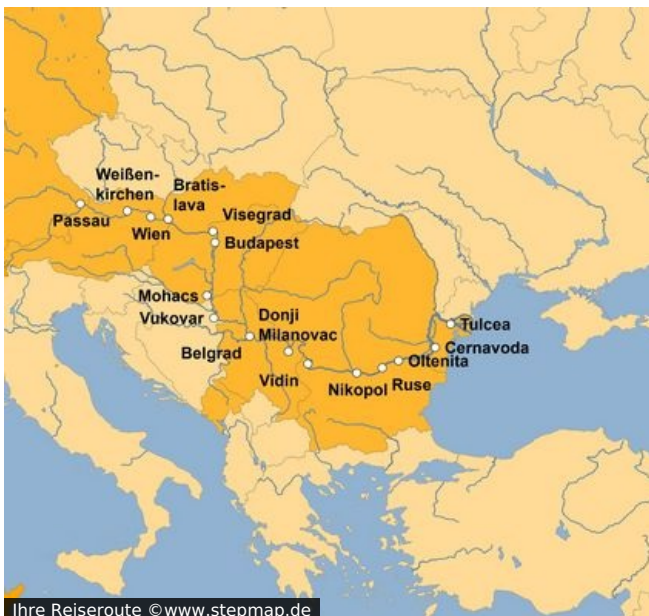 Weißen-
kirchen
Bratis-
lava
Passau
Wien
Visegrad
Budapest
Mohacs
Vukovar
Donji
Milanovac
Belgrad
Vidin
Nikopol
Ruse
Oltenita
Cernavoda
Tulcea
Ihre Reiseroute ©www.stepmap.de